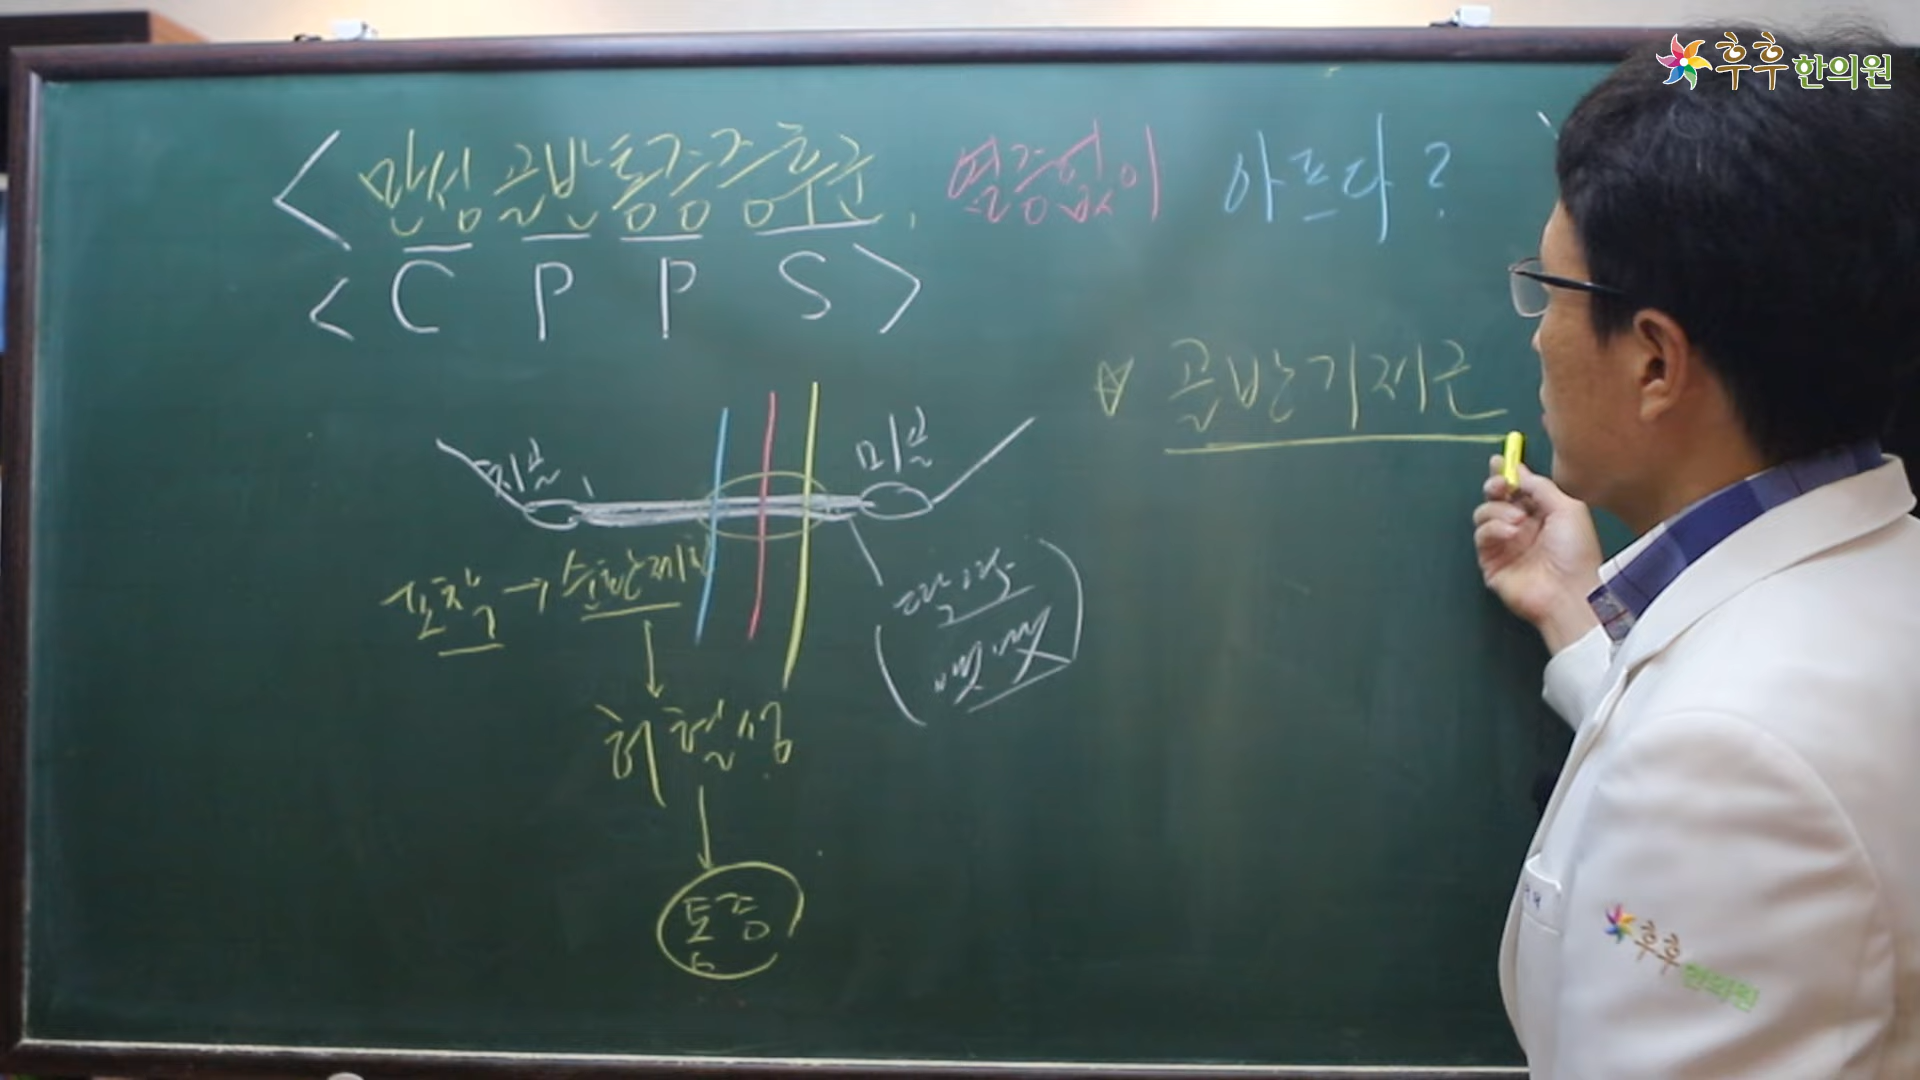 후후한의원
< 만성골반통증증후군, 염증없이 아프다?
< C P P S >
골반기저근
치골
미골
포착 → 순환제한
↓
허혈성
↓
통증
후후
한의원